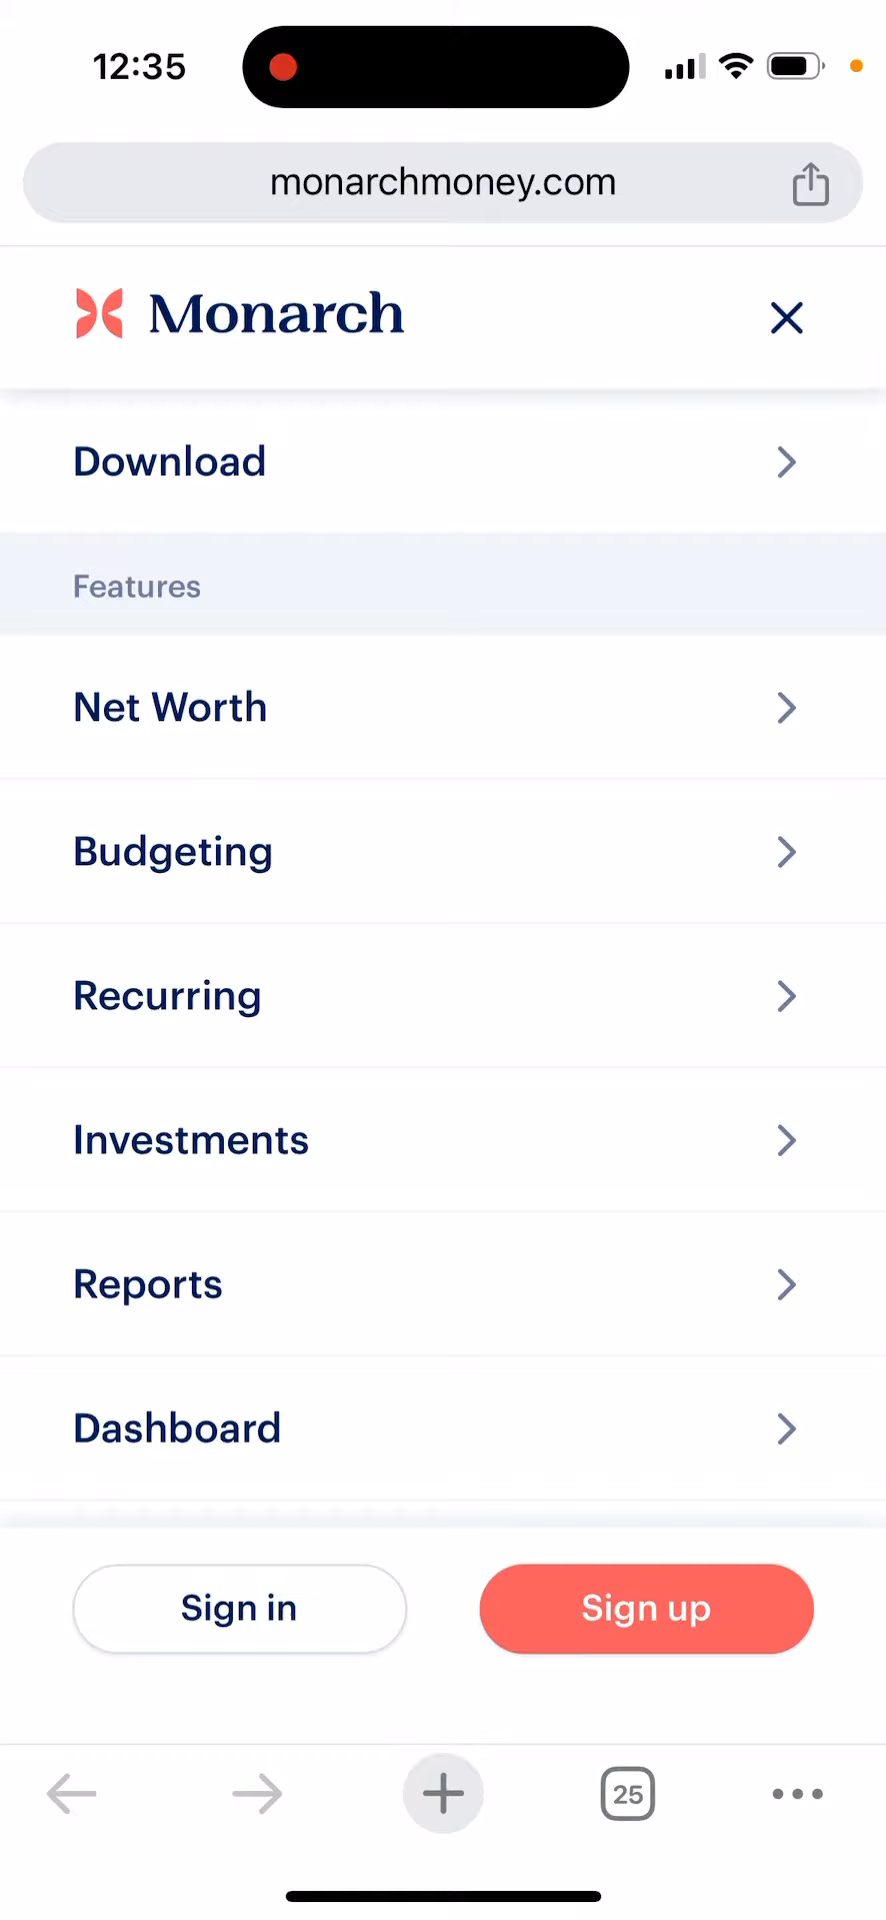 12:35
monarchmoney.com
Monarch
Download
Features
Net Worth
Budgeting
Recurring
Investments
Reports
Dashboard
Sign in
Sign up
25